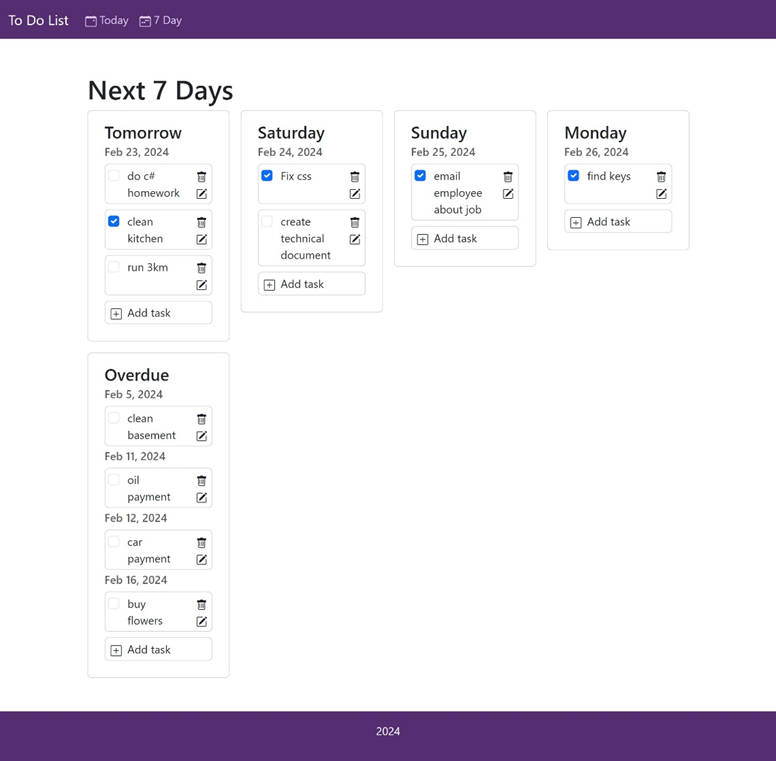 To Do List Today 7 Day
Next 7 Days
Tomorrow
Feb 23, 2024
do c#
homework
clean
kitchen
run 3km
Add task
Saturday
Feb 24, 2024
Fix css
create
technical
document
Add task
Sunday
Feb 25, 2024
email
employee
about job
Add task
Monday
Feb 26, 2024
find keys
Add task
Overdue
Feb 5, 2024
clean
basement
Feb 11, 2024
oil
payment
Feb 12, 2024
car
payment
Feb 16, 2024
buy
flowers
Add task
2024